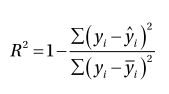 R² = 1 − Σ(yᵢ − ŷᵢ)² / Σ(yᵢ − ȳᵢ)²